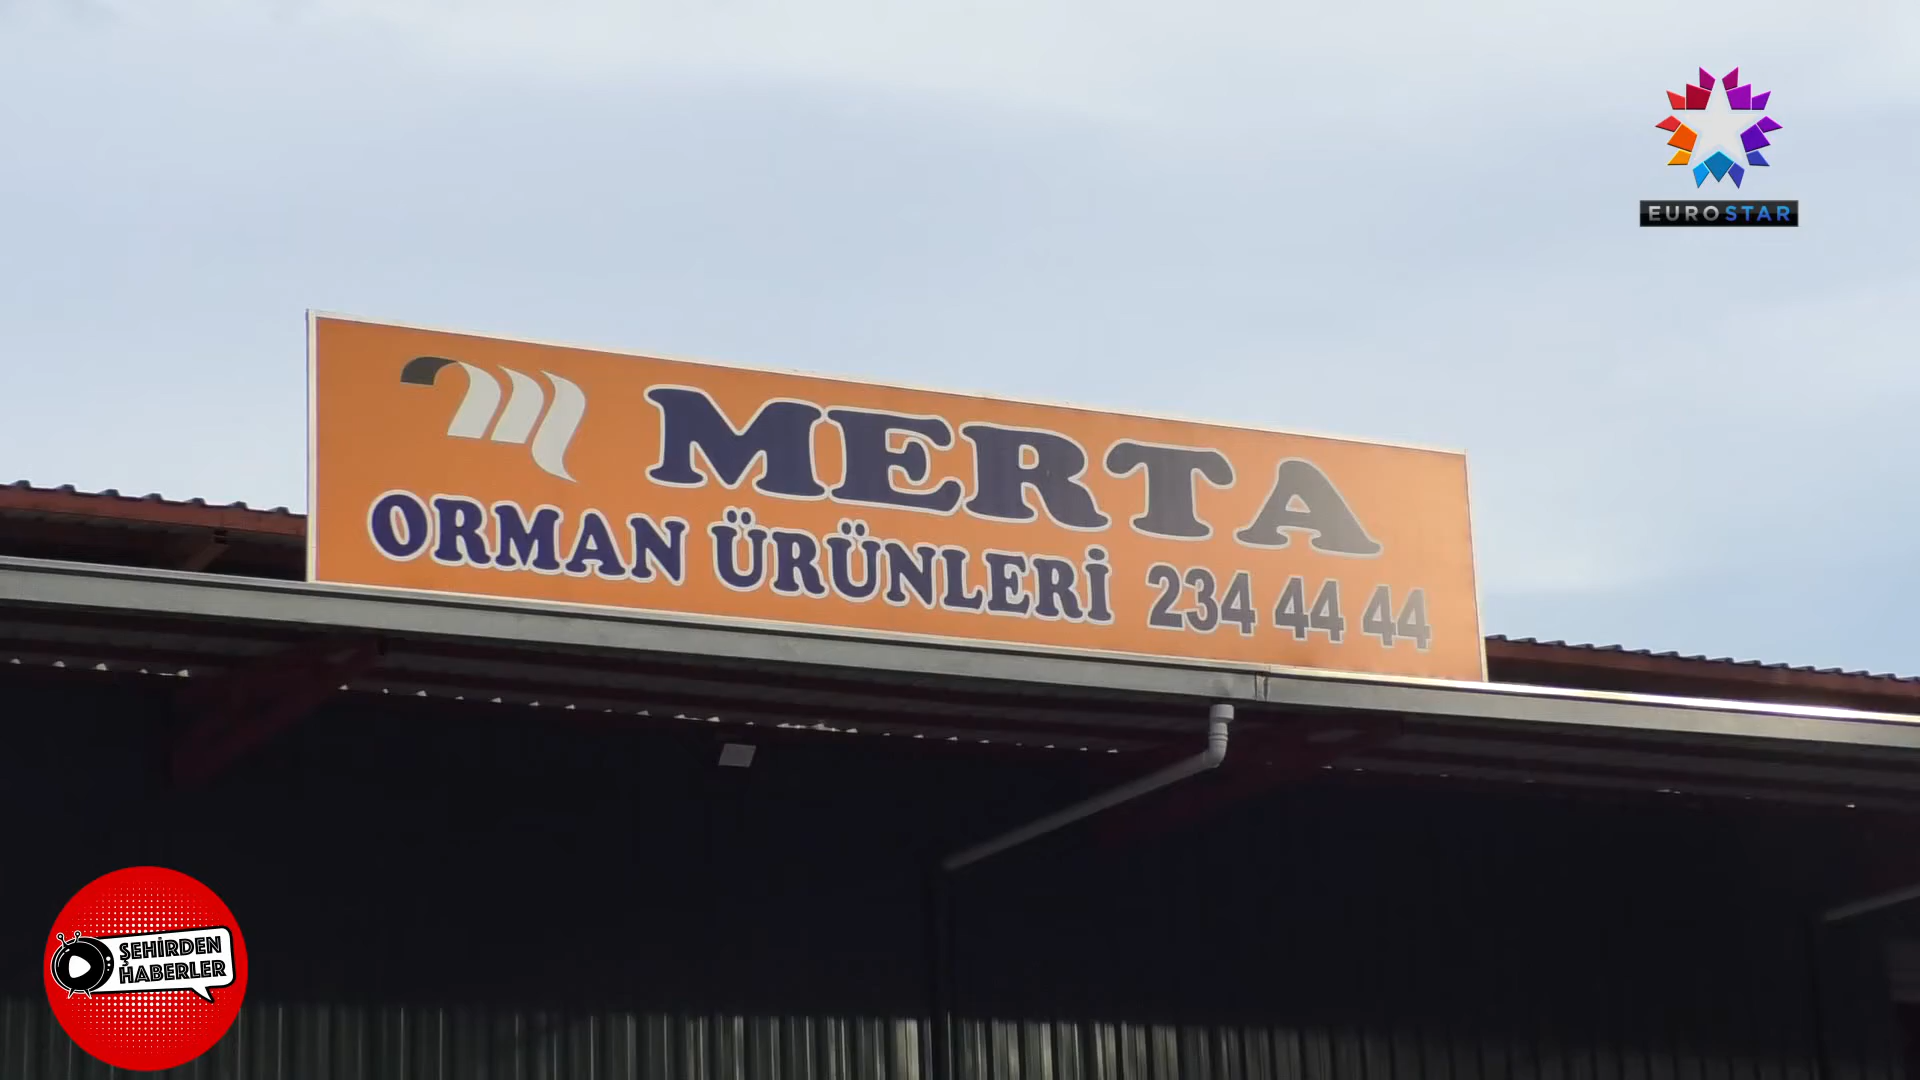 EUROSTAR
MERTA
ORMAN ÜRÜNLERİ 234 44 44
ŞEHİRDEN
HABERLER